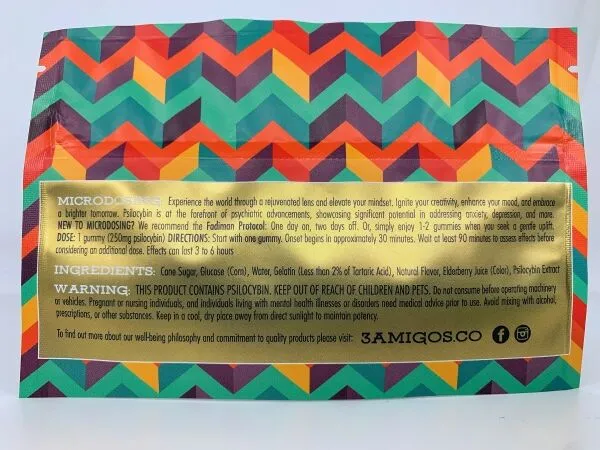 MICRODOSING: Experience the world through a rejuvenated lens and elevate your mindset. Ignite your creativity, enhance your mood, and embrace
a brighter tomorrow. Psilocybin is at the forefront of psychiatric advancements, showcasing significant potential in addressing anxiety, depression, and more.
NEW TO MICRODOSING? We recommend the Fadiman Protocol: One day on, two days off. Or, simply enjoy 1-2 gummies when you seek a gentle uplift.
DOSE: 1 gummy (250mg psilocybin) DIRECTIONS: Start with one gummy. Onset begins in approximately 30 minutes. Wait at least 90 minutes to assess effects before
considering an additional dose. Effects can last 3 to 6 hours
INGREDIENTS: Cane Sugar, Glucose (Corn), Water, Gelatin (Less than 2% of Tartaric Acid), Natural Flavor, Elderberry Juice (Color), Psilocybin Extract
WARNING: THIS PRODUCT CONTAINS PSILOCYBIN. KEEP OUT OF REACH OF CHILDREN AND PETS. Do not consume before operating machinery
or vehicles. Pregnant or nursing individuals, and individuals living with mental health illnesses or disorders need medical advice prior to use. Avoid mixing with alcohol,
prescriptions, or other substances. Keep in a cool, dry place away from direct sunlight to maintain potency.
To find out more about our well-being philosophy and commitment to quality products please visit: 3AMIGOS.CO